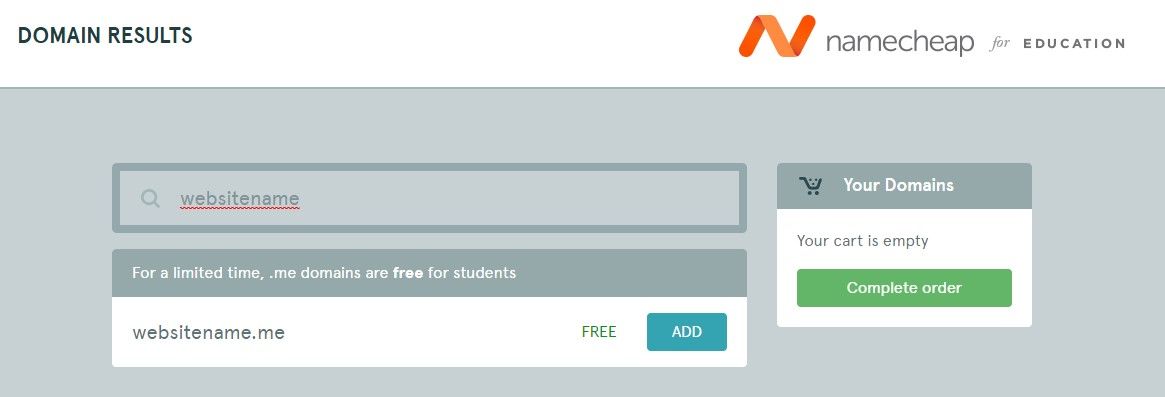 DOMAIN RESULTS
namecheap for EDUCATION
websitename
For a limited time, .me domains are free for students
websitename.me FREE ADD
Your Domains
Your cart is empty
Complete order